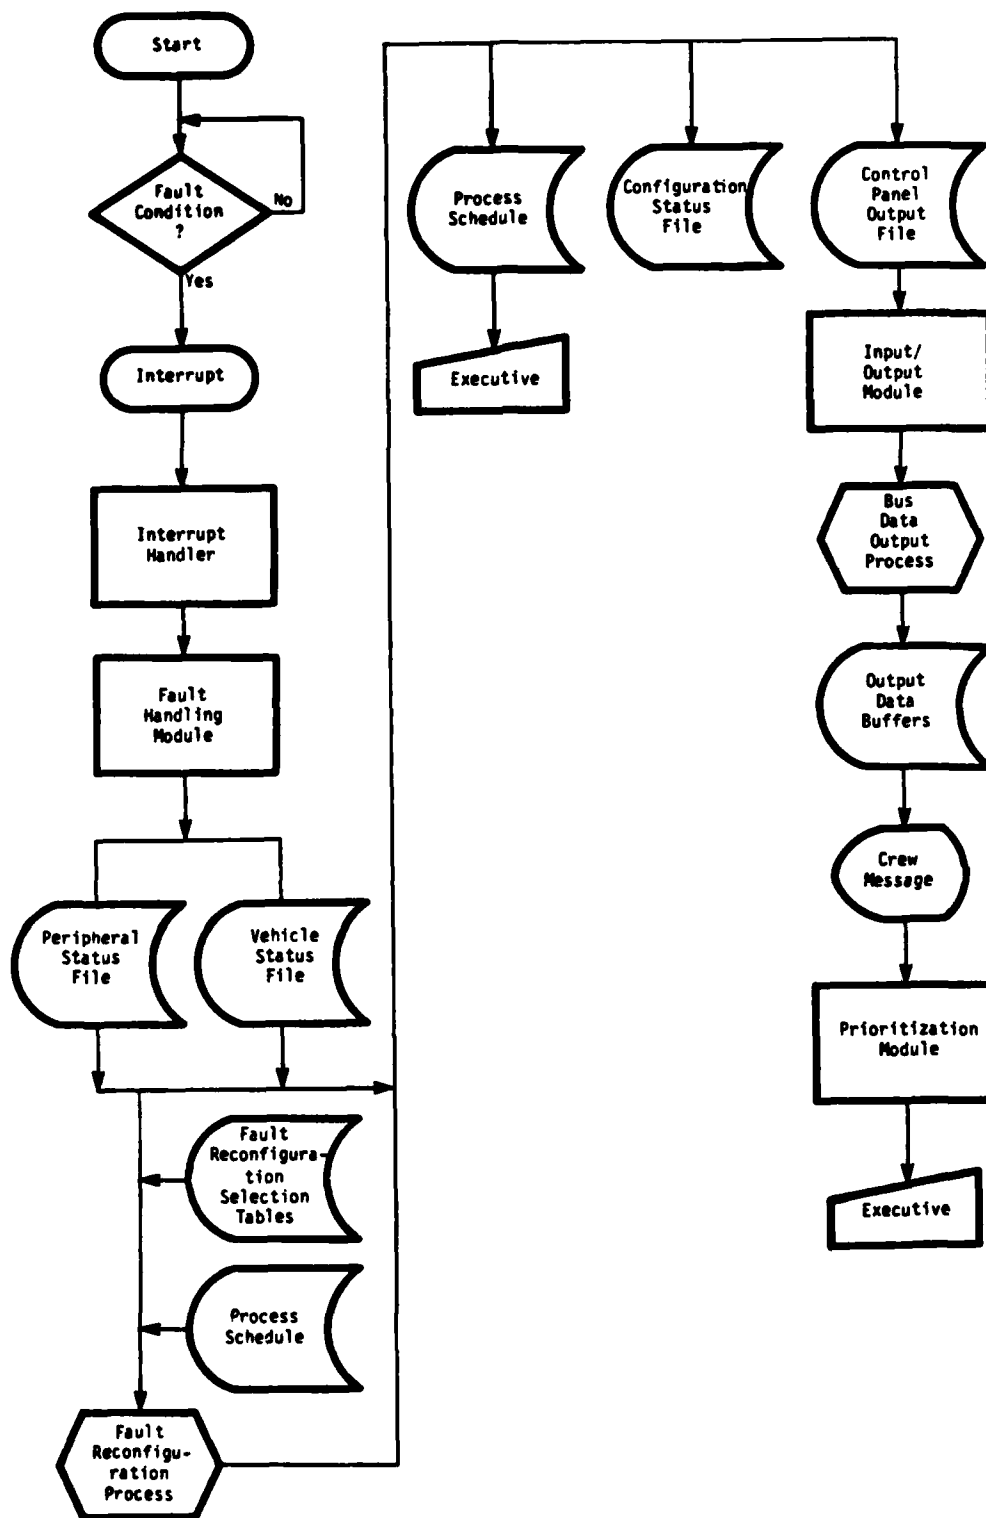 Start
Fault
Condition
?
No
Yes
Interrupt
Interrupt
Handler
Fault
Handling
Module
Peripheral
Status
File
Vehicle
Status
File
Fault
Reconfigura-
tion
Selection
Tables
Process
Schedule
Fault
Reconfigu-
ration
Process
Process
Schedule
Executive
Configuration
Status
File
Control
Panel
Output
File
Input/
Output
Module
Bus
Data
Output
Process
Output
Data
Buffers
Crew
Message
Prioritization
Module
Executive